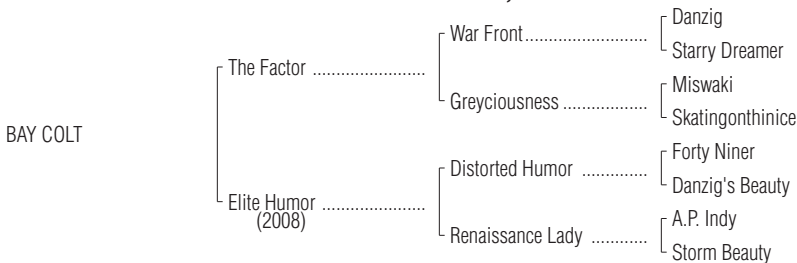 Danzig
War Front..........................
Starry Dreamer
The Factor ........................
Miswaki
Greyciousness ..................
Skatingonthinice
BAY COLT
Forty Niner
Distorted Humor ..............
Danzig's Beauty
Elite Humor ......................
(2008)
A.P. Indy
Renaissance Lady ............
Storm Beauty